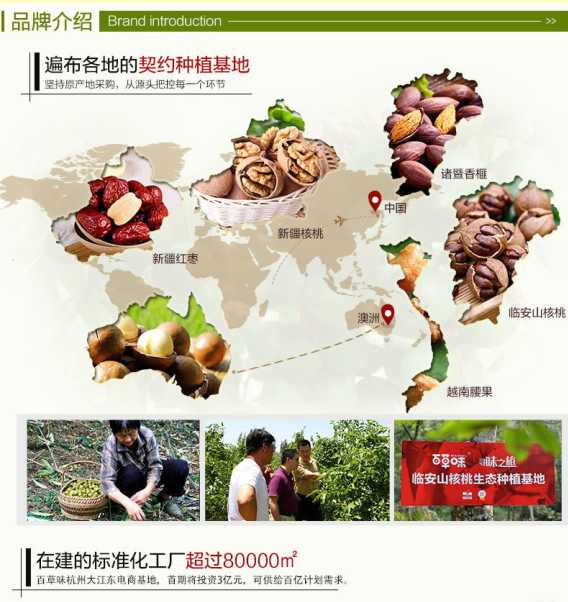 品牌介绍
Brand introduction
>>
遍布各地的契约种植基地
坚持原产地采购，从源头把控每一个环节
诸暨香榧
中国
新疆核桃
新疆红枣
临安山核桃
澳洲
越南腰果
百草味
临安山核桃生态种植基地
在建的标准化工厂超过80000㎡
百草味杭州大江东电商基地，首期将投资3亿元，可供给百亿计划需求。